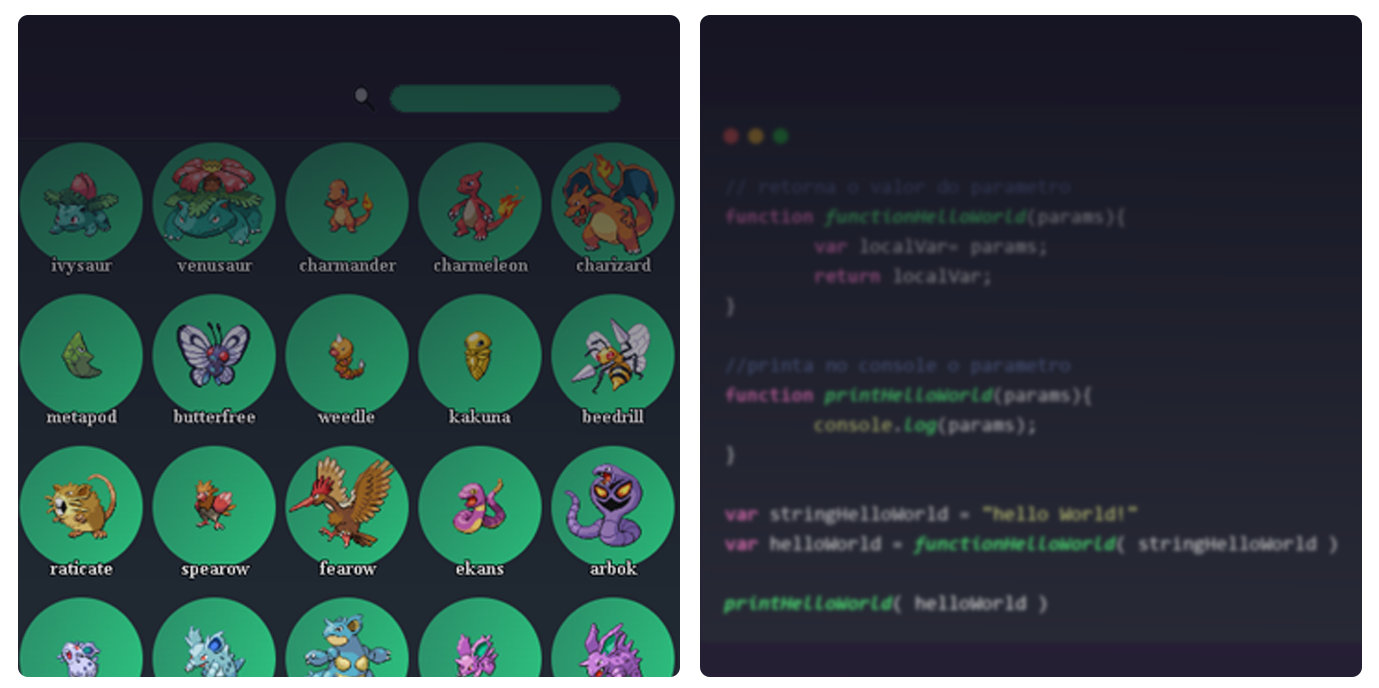 ivysaur venusaur charmander charmeleon charizard
metapod butterfree weedle kakuna beedrill
raticate spearow fearow ekans arbok
// retorna o valor do parametro
function functionHelloWorld(params){
var localVar= params;
return localVar;
}
//printa no console o parametro
function printHelloWorld(params){
console.log(params);
}
var stringHelloWorld = "hello World!"
var helloWorld = functionHelloWorld( stringHelloWorld )
printHelloWorld( helloWorld )